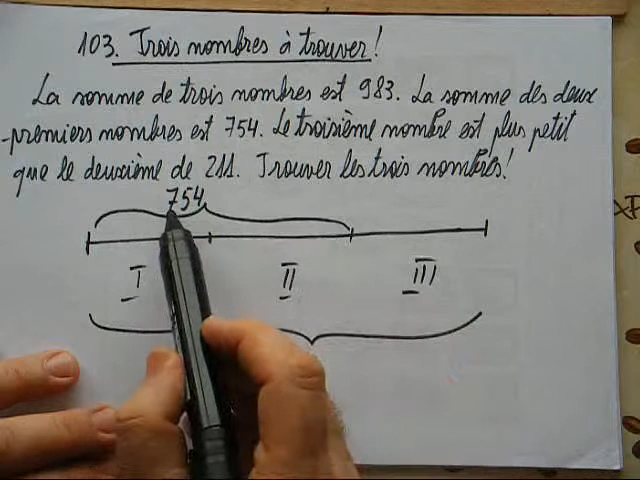 103. Trois nombres à trouver!
La somme de trois nombres est 983. La somme des deux
premiers nombres est 754. Le troisième nombre est plus petit
que le deuxième de 211. Trouver les trois nombres!
754
I II III